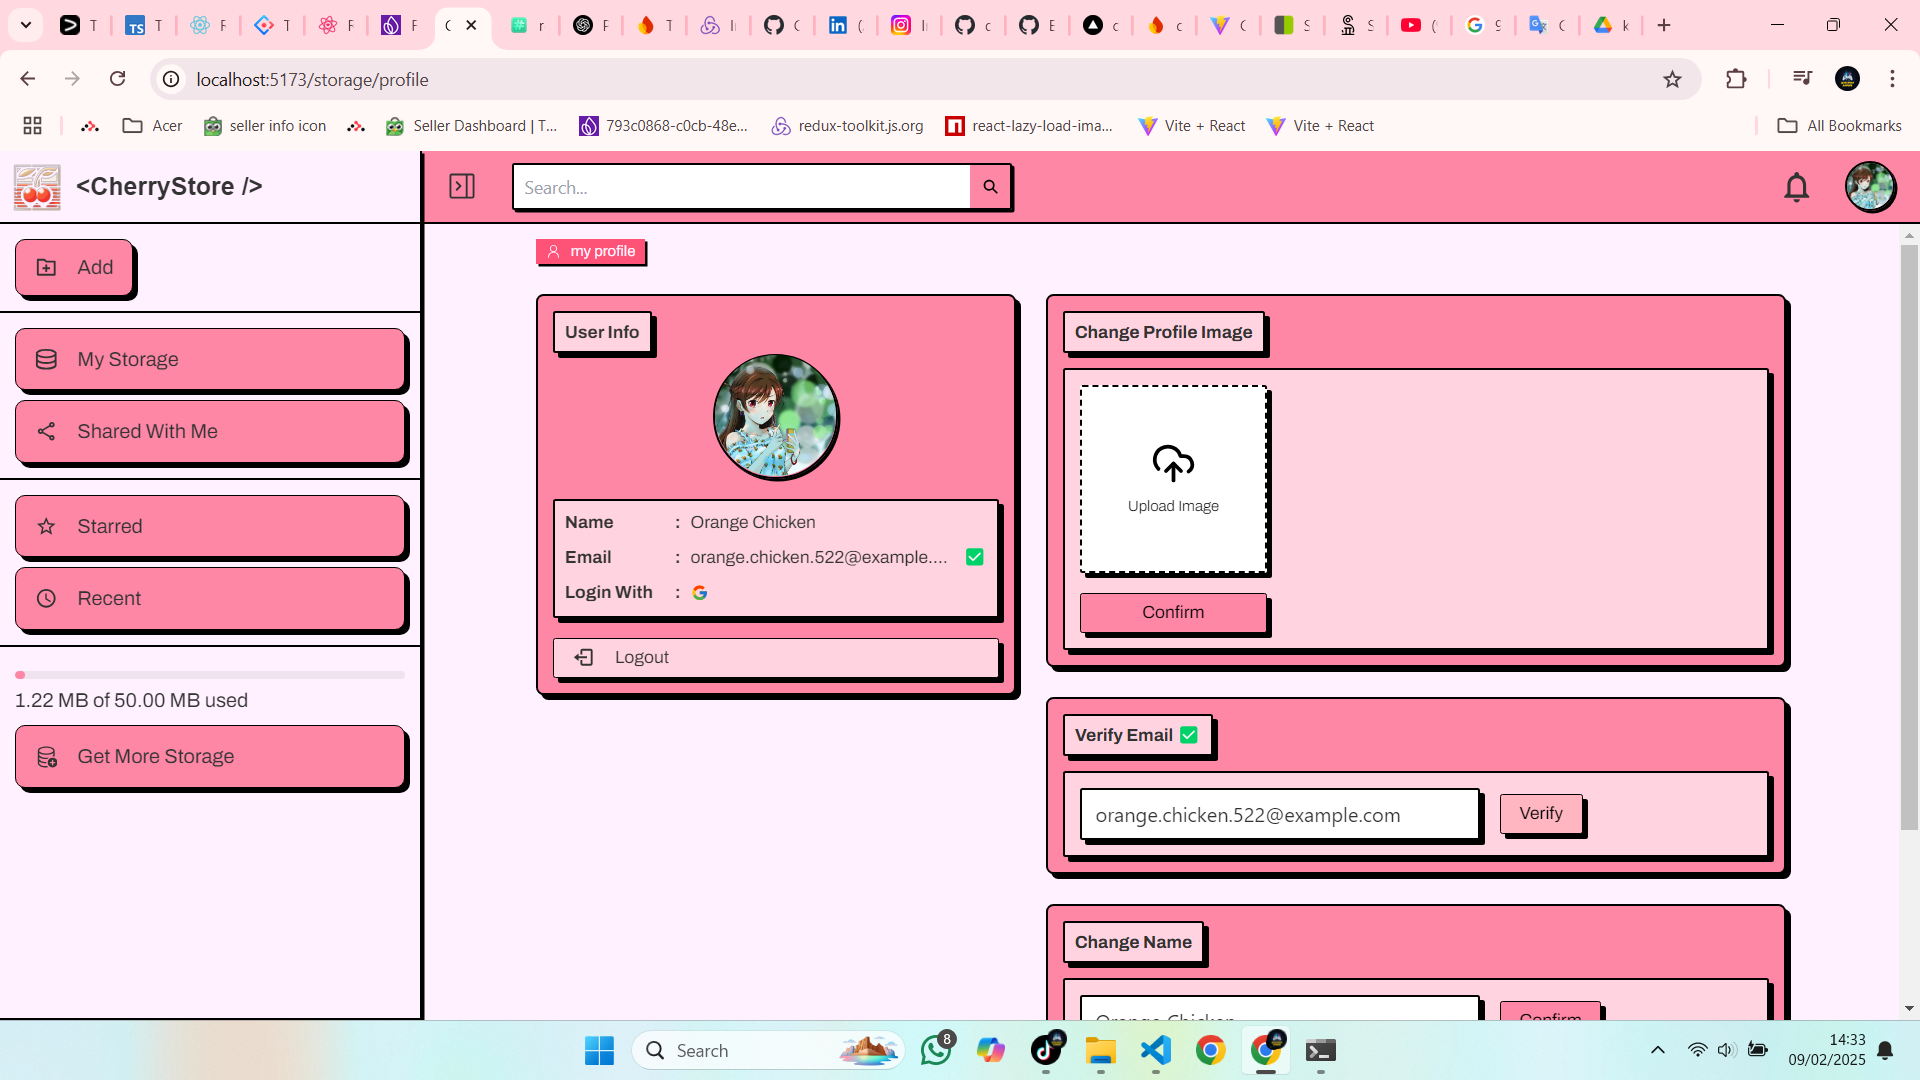 localhost:5173/storage/profile
Acer
seller info icon
Seller Dashboard | T...
793c0868-c0cb-48e...
redux-toolkit.js.org
react-lazy-load-ima...
Vite + React
Vite + React
All Bookmarks
<CherryStore />
Search...
Add
My Storage
Shared With Me
Starred
Recent
1.22 MB of 50.00 MB used
Get More Storage
my profile
User Info
Name : Orange Chicken
Email : orange.chicken.522@example....
Login With :
Logout
Change Profile Image
Upload Image
Confirm
Verify Email
orange.chicken.522@example.com
Verify
Change Name
Orange Chicken
Confirm
Search
8
14:33
09/02/2025